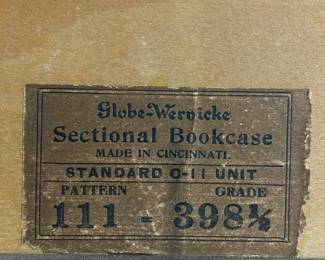 Globe-Wernicke
Sectional Bookcase
MADE IN CINCINNATI.
STANDARD C-11 UNIT
PATTERN GRADE
111 - 398½